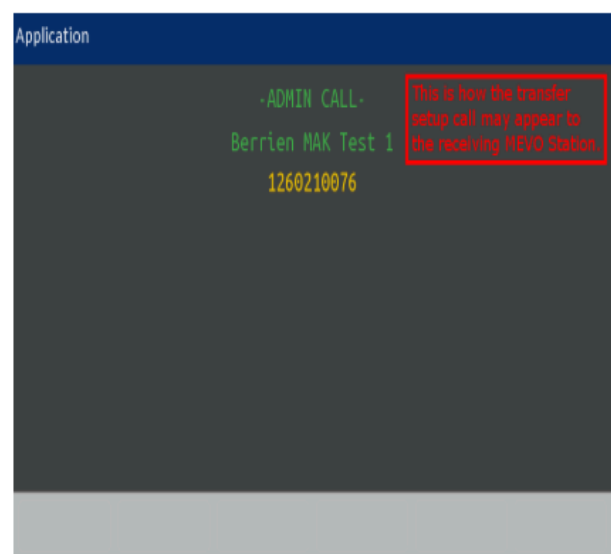 Application
-ADMIN CALL-
Berrien MAK Test 1
1260210076
This is how the transfer
setup call may appear to
the receiving MEVO Station